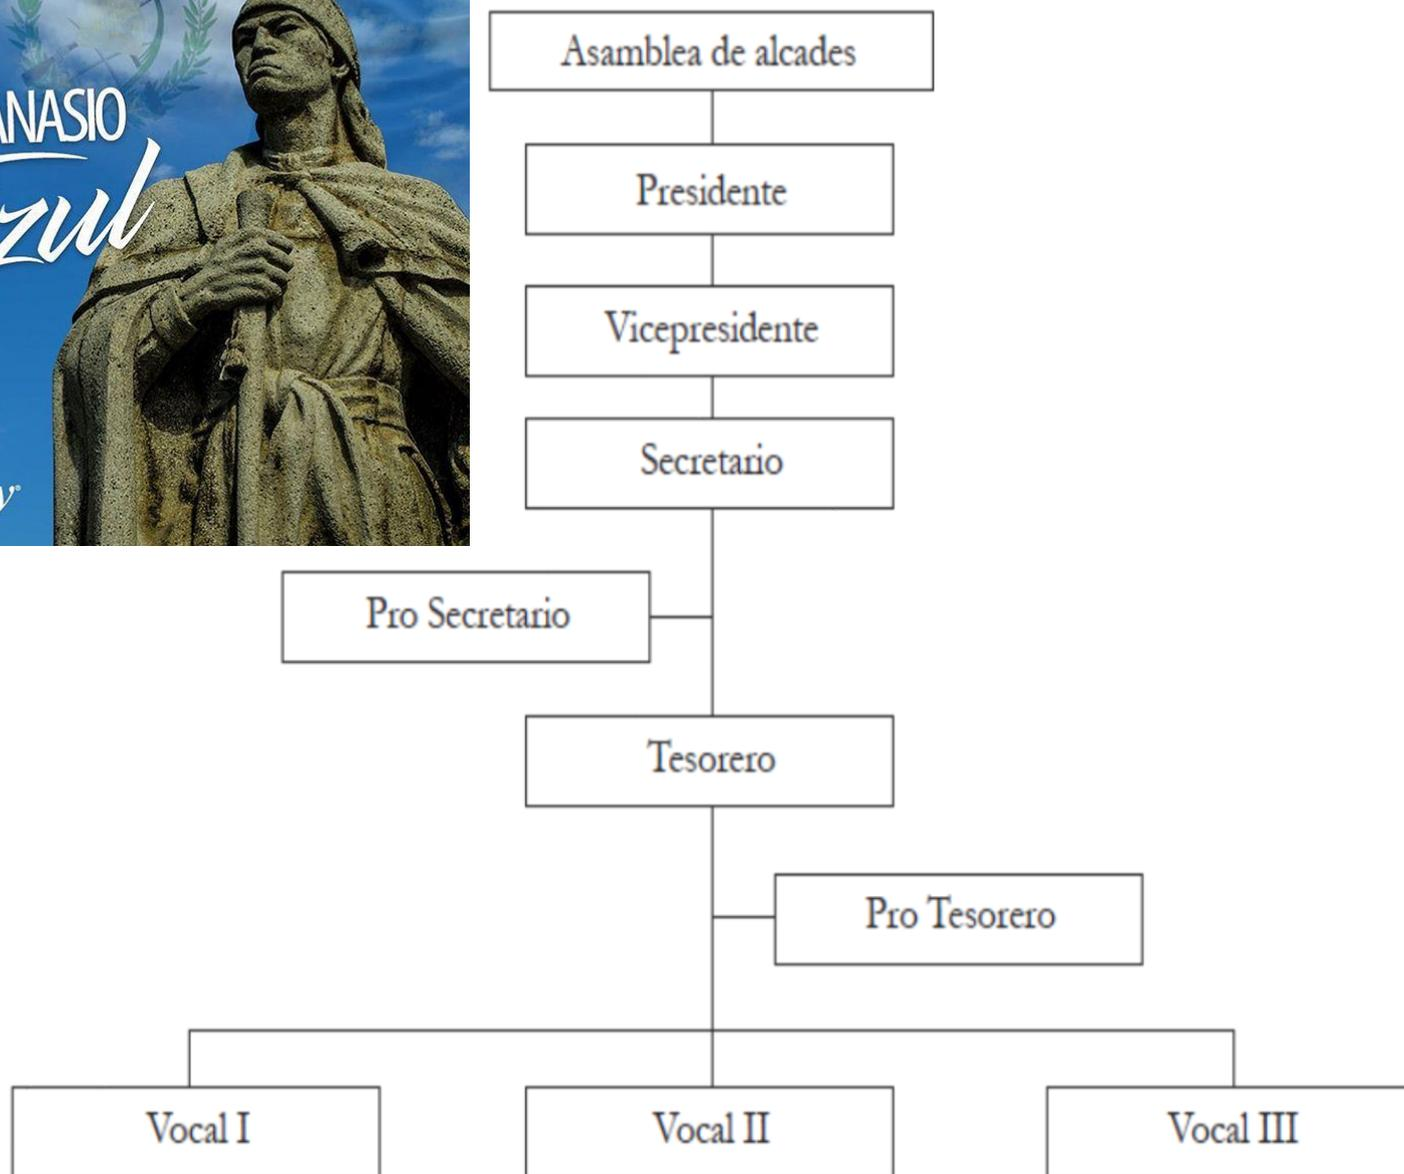 ANASIO
zul
Asamblea de alcades
Presidente
Vicepresidente
Secretario
Pro Secretario
Tesorero
Pro Tesorero
Vocal I
Vocal II
Vocal III